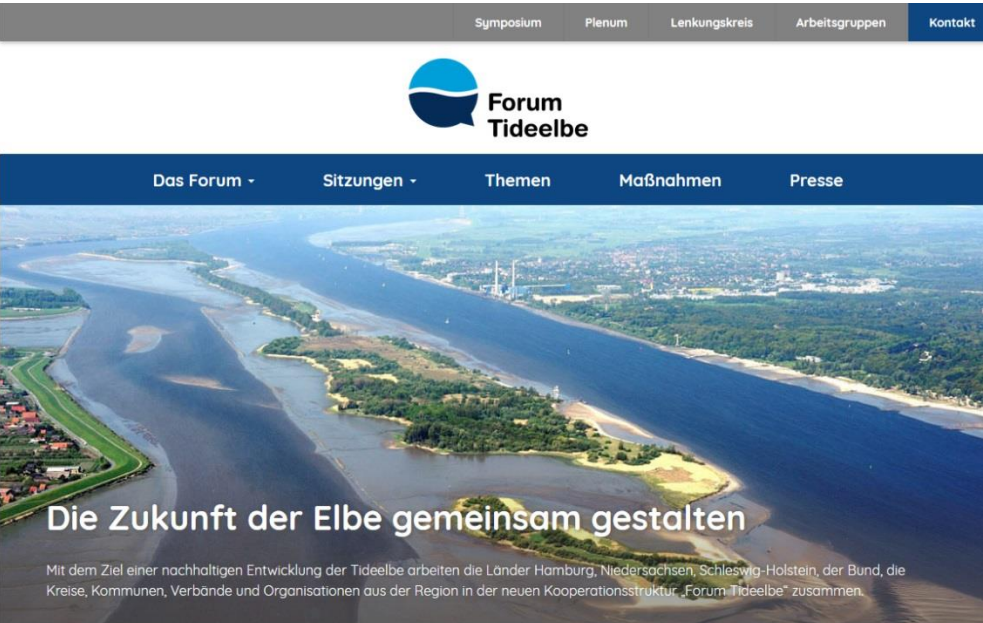 Symposium Plenum Lenkungskreis Arbeitsgruppen Kontakt
Forum
Tideelbe
Das Forum Sitzungen Themen Maßnahmen Presse
Die Zukunft der Elbe gemeinsam gestalten
Mit dem Ziel einer nachhaltigen Entwicklung der Tideelbe arbeiten die Länder Hamburg, Niedersachsen, Schleswig-Holstein, der Bund, die
Kreise, Kommunen, Verbände und Organisationen aus der Region in der neuen Kooperationsstruktur „Forum Tideelbe“ zusammen.